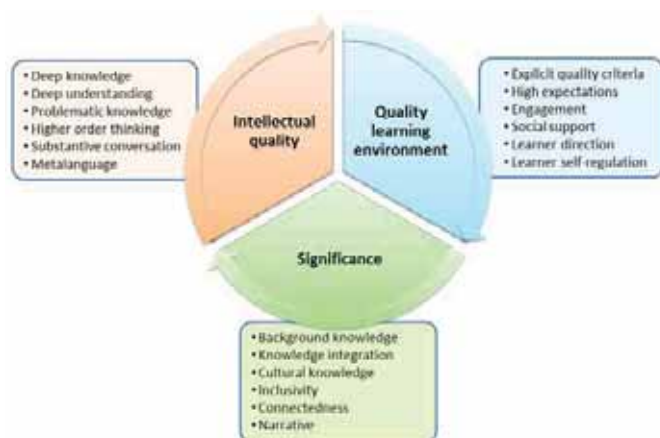 • Deep knowledge
• Deep understanding
• Problematic knowledge
• Higher order thinking
• Substantive conversation
• Metalanguage
Intellectual
quality
Quality
learning
environment
• Explicit quality criteria
• High expectations
• Engagement
• Social support
• Learner direction
• Learner self-regulation
Significance
• Background knowledge
• Knowledge integration
• Cultural knowledge
• Inclusivity
• Connectedness
• Narrative